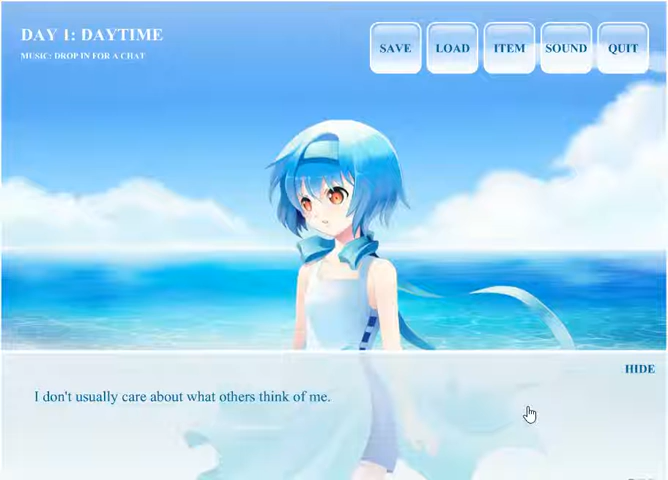 DAY 1: DAYTIME
MUSIC: DROP IN FOR A CHAT
SAVE
LOAD
ITEM
SOUND
QUIT
HIDE
I don't usually care about what others think of me.